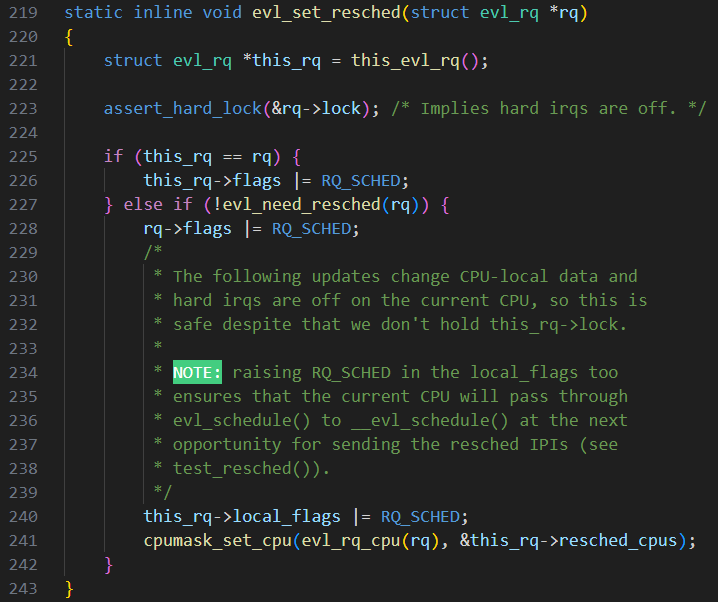 219 static inline void evl_set_resched(struct evl_rq *rq)
220 {
221     struct evl_rq *this_rq = this_evl_rq();
222
223     assert_hard_lock(&rq->lock); /* Implies hard irqs are off. */
224
225     if (this_rq == rq) {
226         this_rq->flags |= RQ_SCHED;
227     } else if (!evl_need_resched(rq)) {
228         rq->flags |= RQ_SCHED;
229         /*
230          * The following updates change CPU-local data and
231          * hard irqs are off on the current CPU, so this is
232          * safe despite that we don't hold this_rq->lock.
233          *
234          * NOTE: raising RQ_SCHED in the local_flags too
235          * ensures that the current CPU will pass through
236          * evl_schedule() to __evl_schedule() at the next
237          * opportunity for sending the resched IPIs (see
238          * test_resched()).
239          */
240         this_rq->local_flags |= RQ_SCHED;
241         cpumask_set_cpu(evl_rq_cpu(rq), &this_rq->resched_cpus);
242     }
243 }